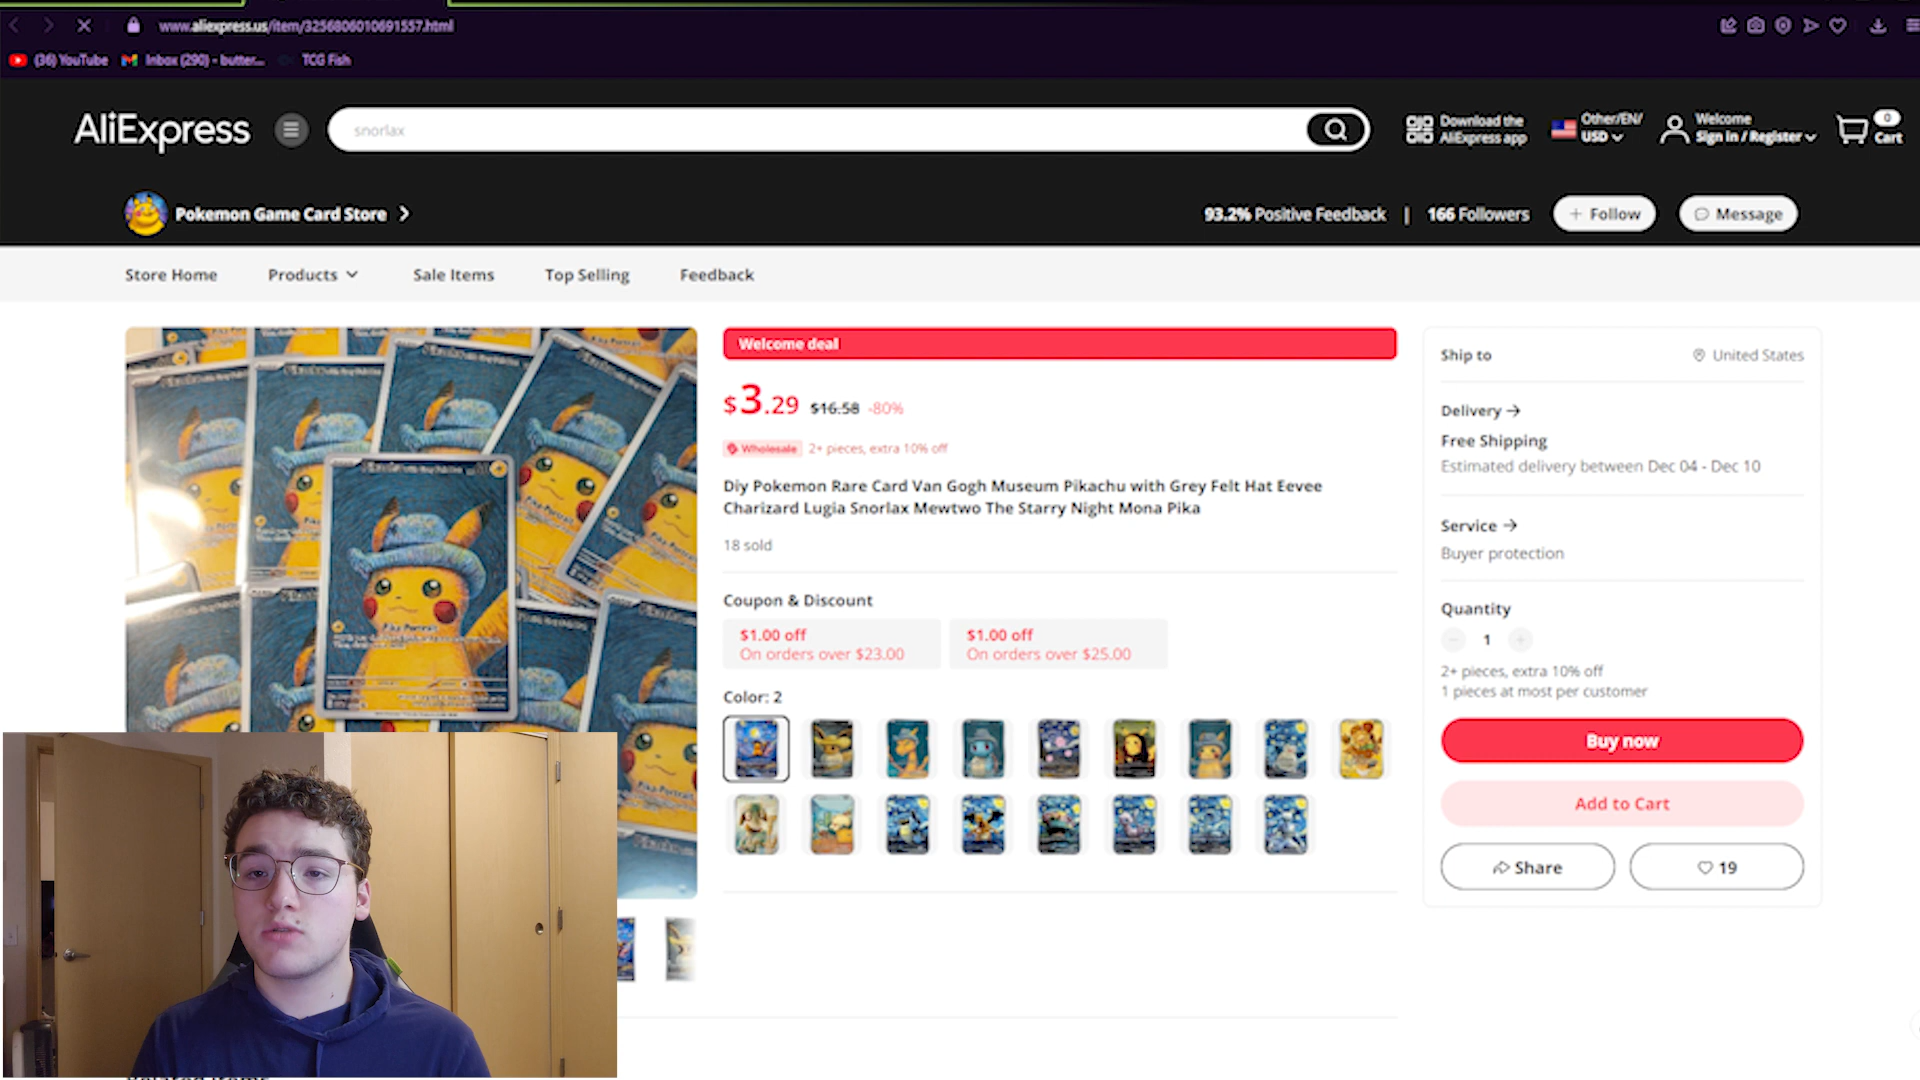 www.aliexpress.us/item/3256806010691557.html
(36) YouTube
Inbox (290) - butter...
TCG Fish
AliExpress
snorlax
Download the
AliExpress app
Other/EN/
USD
Welcome
Sign in / Register
0
Cart
Pokemon Game Card Store
93.2% Positive Feedback | 166 Followers
+ Follow
Message
Store Home
Products
Sale Items
Top Selling
Feedback
Welcome deal
$3.29 $16.58 -80%
Wholesale 2+ pieces, extra 10% off
Diy Pokemon Rare Card Van Gogh Museum Pikachu with Grey Felt Hat Eevee
Charizard Lugia Snorlax Mewtwo The Starry Night Mona Pika
18 sold
Coupon & Discount
$1.00 off
On orders over $23.00
$1.00 off
On orders over $25.00
Color: 2
Pika Portrait
Ship to
United States
Delivery
Free Shipping
Estimated delivery between Dec 04 - Dec 10
Service
Buyer protection
Quantity
1
2+ pieces, extra 10% off
1 pieces at most per customer
Buy now
Add to Cart
Share
19